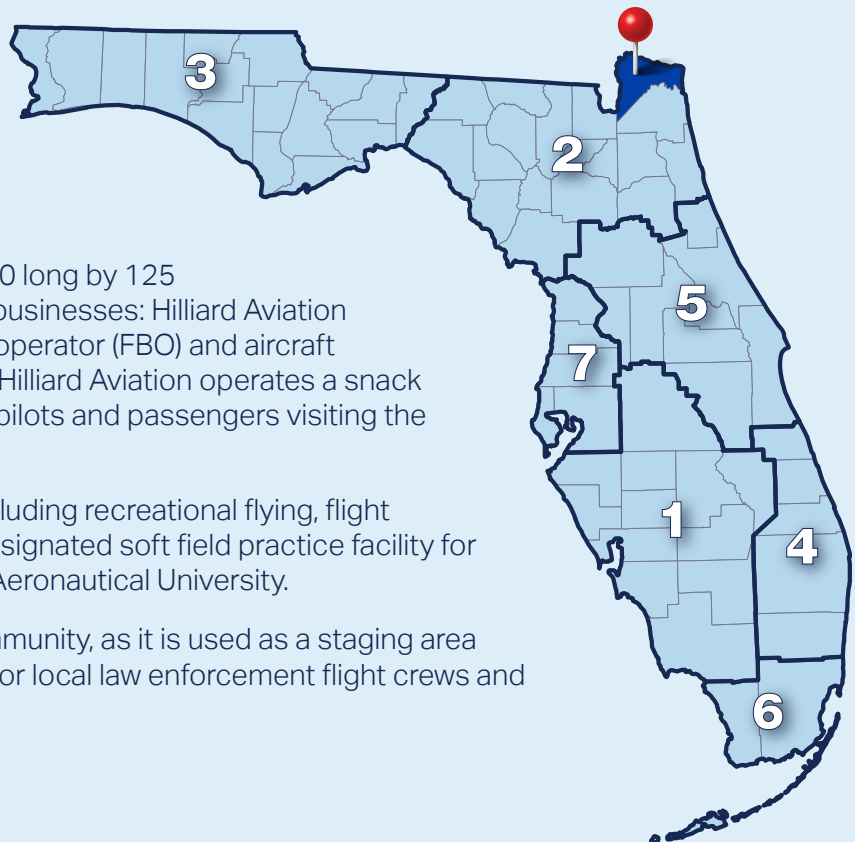 3
2
0 long by 125
businesses: Hilliard Aviation
5
operator (FBO) and aircraft
7
Hilliard Aviation operates a snack
pilots and passengers visiting the
cluding recreational flying, flight
1
signated soft field practice facility for
4
Aeronautical University.
mmunity, as it is used as a staging area
or local law enforcement flight crews and
6